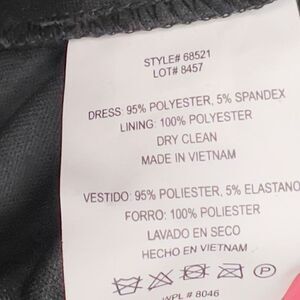 STYLE# 68521
LOT# 8457
DRESS: 95% POLYESTER, 5% SPANDEX
LINING: 100% POLYESTER
DRY CLEAN
MADE IN VIETNAM
VESTIDO: 95% POLIESTER, 5% ELASTANO
FORRO: 100% POLIESTER
LAVADO EN SECO
HECHO EN VIETNAM
P
WPL # 8046